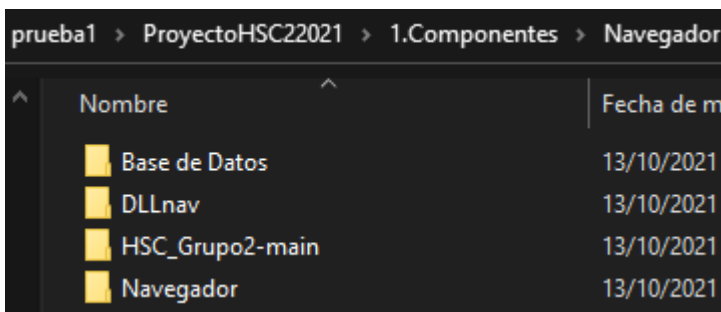 prueba1 > ProyectoHSC22021 > 1.Componentes > Navegador
Nombre Fecha de m
Base de Datos 13/10/2021
DLLnav 13/10/2021
HSC_Grupo2-main 13/10/2021
Navegador 13/10/2021